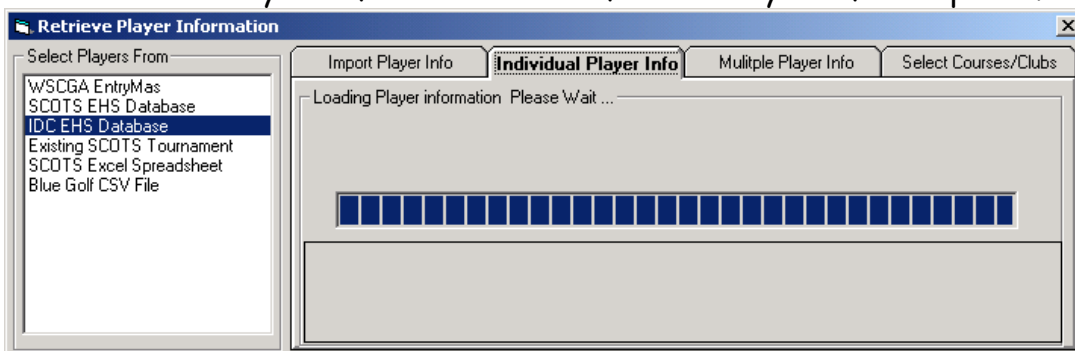 Retrieve Player Information
Select Players From
WSCGA EntryMas
SCOTS EHS Database
IDC EHS Database
Existing SCOTS Tournament
SCOTS Excel Spreadsheet
Blue Golf CSV File
Import Player Info
Individual Player Info
Mulitple Player Info
Select Courses/Clubs
Loading Player information Please Wait ...